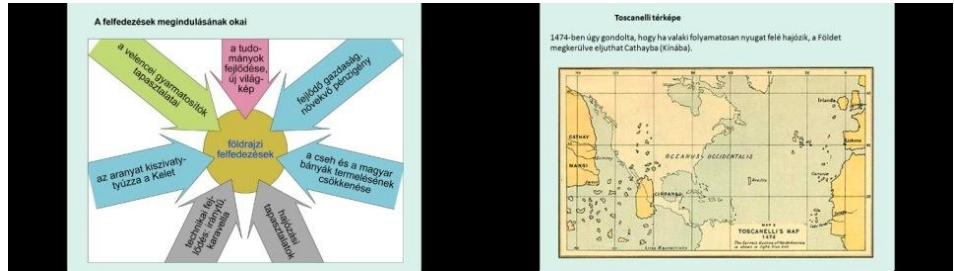 A felfedezések megindulásának okai
a velencei gyarmatosítók
tapasztalatai
a tudo-
mányok
fejlődése,
új világ-
kép
fejlődő gazdaság,
növekvő pénzigény
földrajzi
felfedezések
az aranyat kiszivaty-
tyúzza a Kelet
a cseh és a magyar
bányák termelésének
csökkenése
technikai fej-
lődés: iránytű,
karavella
hajózási
tapasztalatok
Toscanelli térképe
1474-ben úgy gondolta, hogy ha valaki folyamatosan nyugat felé hajózik, a Földet
megkerülve eljuthat Cathayba (Kínába).
CATHAY
MANGI
OCEANUS OCCIDENTALIS
TOSCANELLI'S MAP
1474